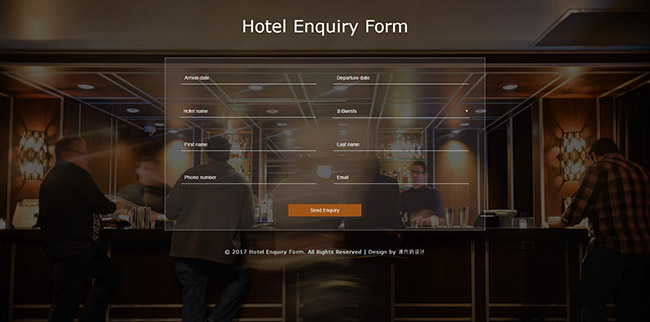 Hotel Enquiry Form
Arrival date Departure date
Hotel name 2 Guests
First name Last name
Phone number Email
Send Enquiry
© 2017 Hotel Enquiry Form. All Rights Reserved | Design by 源代码设计